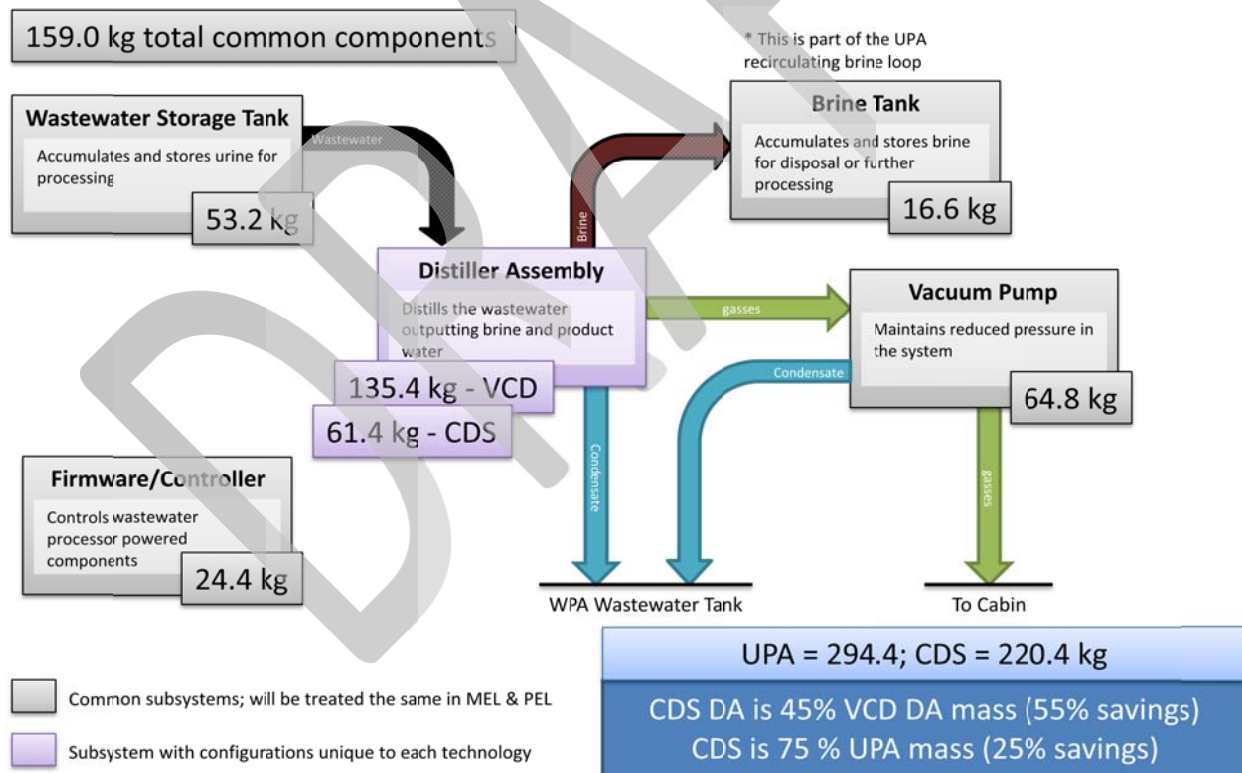 159.0 kg total common components
* This is part of the UPA
recirculating brine loop
Wastewater Storage Tank
Accumulates and stores urine for
processing
53.2 kg
Wastewater
Brine Tank
Accumulates and stores brine
for disposal or further
processing
16.6 kg
Brine
Distiller Assembly
Distills the wastewater
outputting brine and product
water
135.4 kg - VCD
61.4 kg - CDS
gasses
Vacuum Pump
Maintains reduced pressure in
the system
64.8 kg
Condensate
Condensate
gasses
Firmware/Controller
Controls wastewater
processor powered
components
24.4 kg
WPA Wastewater Tank
To Cabin
UPA = 294.4; CDS = 220.4 kg
CDS DA is 45% VCD DA mass (55% savings)
CDS is 75 % UPA mass (25% savings)
Common subsystems; will be treated the same in MEL & PEL
Subsystem with configurations unique to each technology
DRA